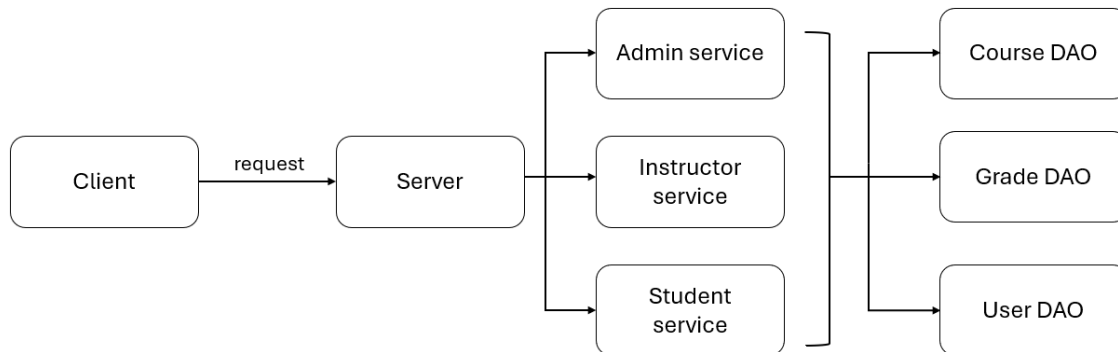 Client
request
Server
Admin service
Instructor
service
Student
service
Course DAO
Grade DAO
User DAO